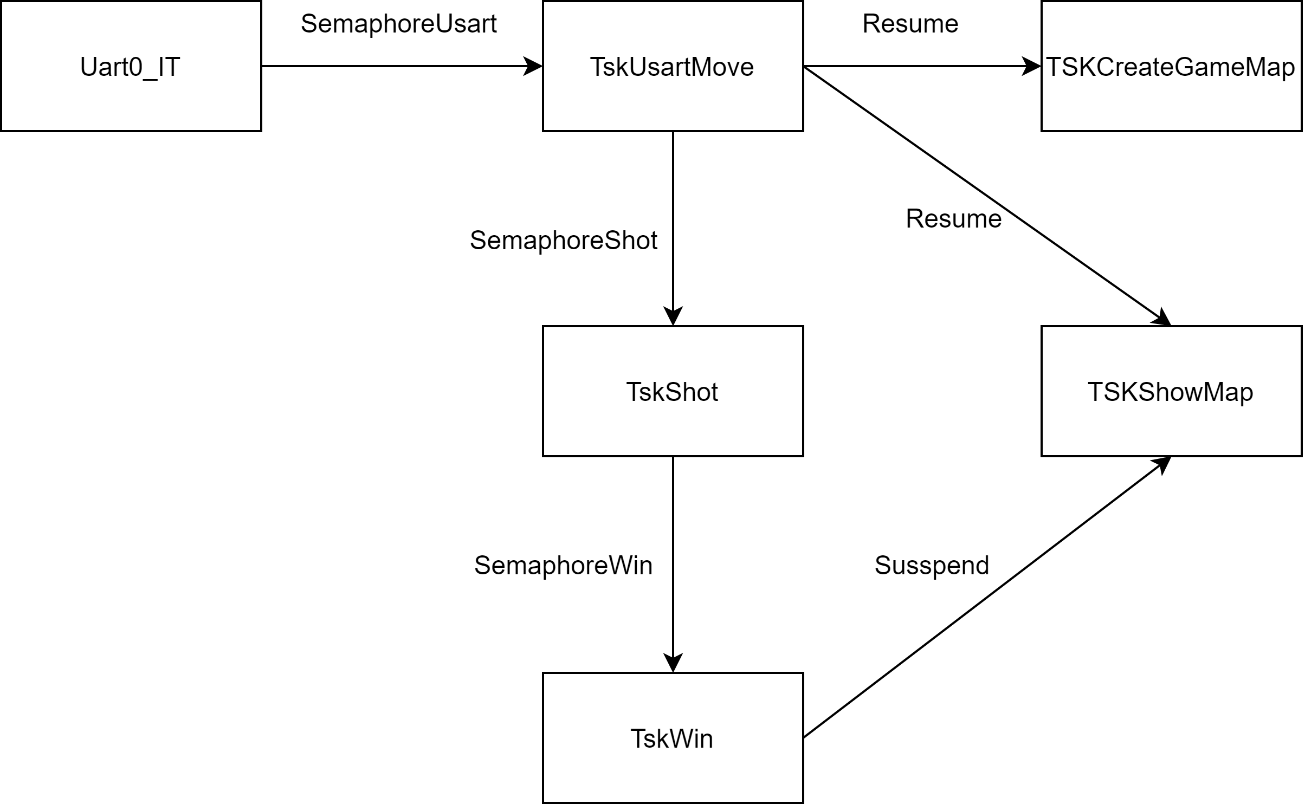 SemaphoreUsart
Resume
Uart0_IT
TskUsartMove
TSKCreateGameMap
Resume
SemaphoreShot
TskShot
TSKShowMap
SemaphoreWin
Susspend
TskWin